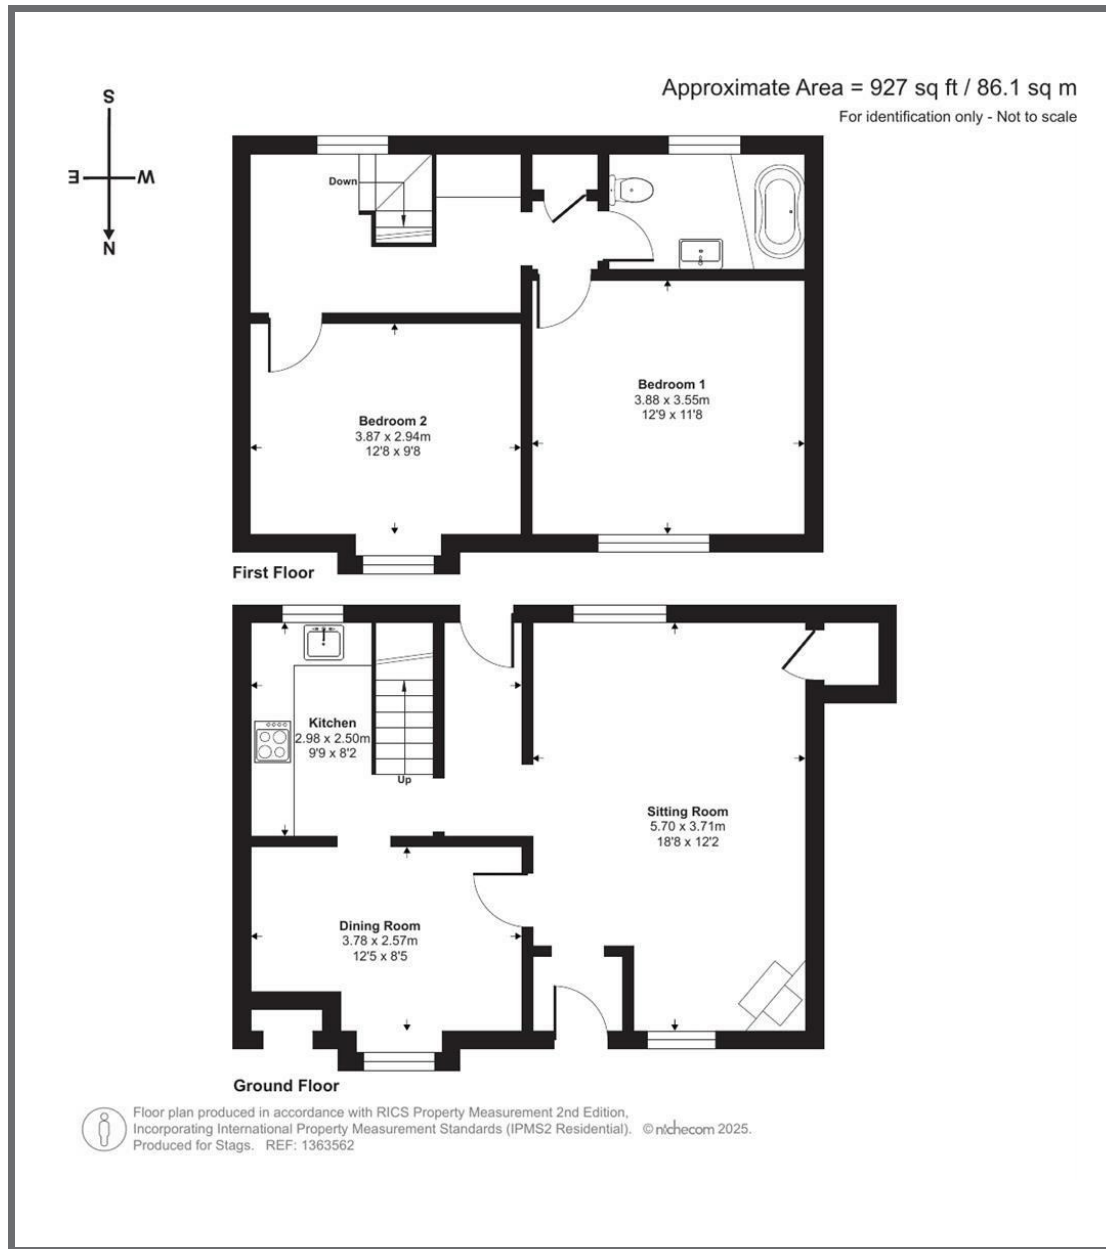 Approximate Area = 927 sq ft / 86.1 sq m
For identification only - Not to scale
S
E W
N
Down
Bedroom 1
3.88 x 3.55m
12'9 x 11'8
Bedroom 2
3.87 x 2.94m
12'8 x 9'8
First Floor
Kitchen
2.98 x 2.50m
9'9 x 8'2
Up
Sitting Room
5.70 x 3.71m
18'8 x 12'2
Dining Room
3.78 x 2.57m
12'5 x 8'5
Ground Floor
Floor plan produced in accordance with RICS Property Measurement 2nd Edition,
Incorporating International Property Measurement Standards (IPMS2 Residential). © nichecom 2025.
Produced for Stags. REF: 1363562